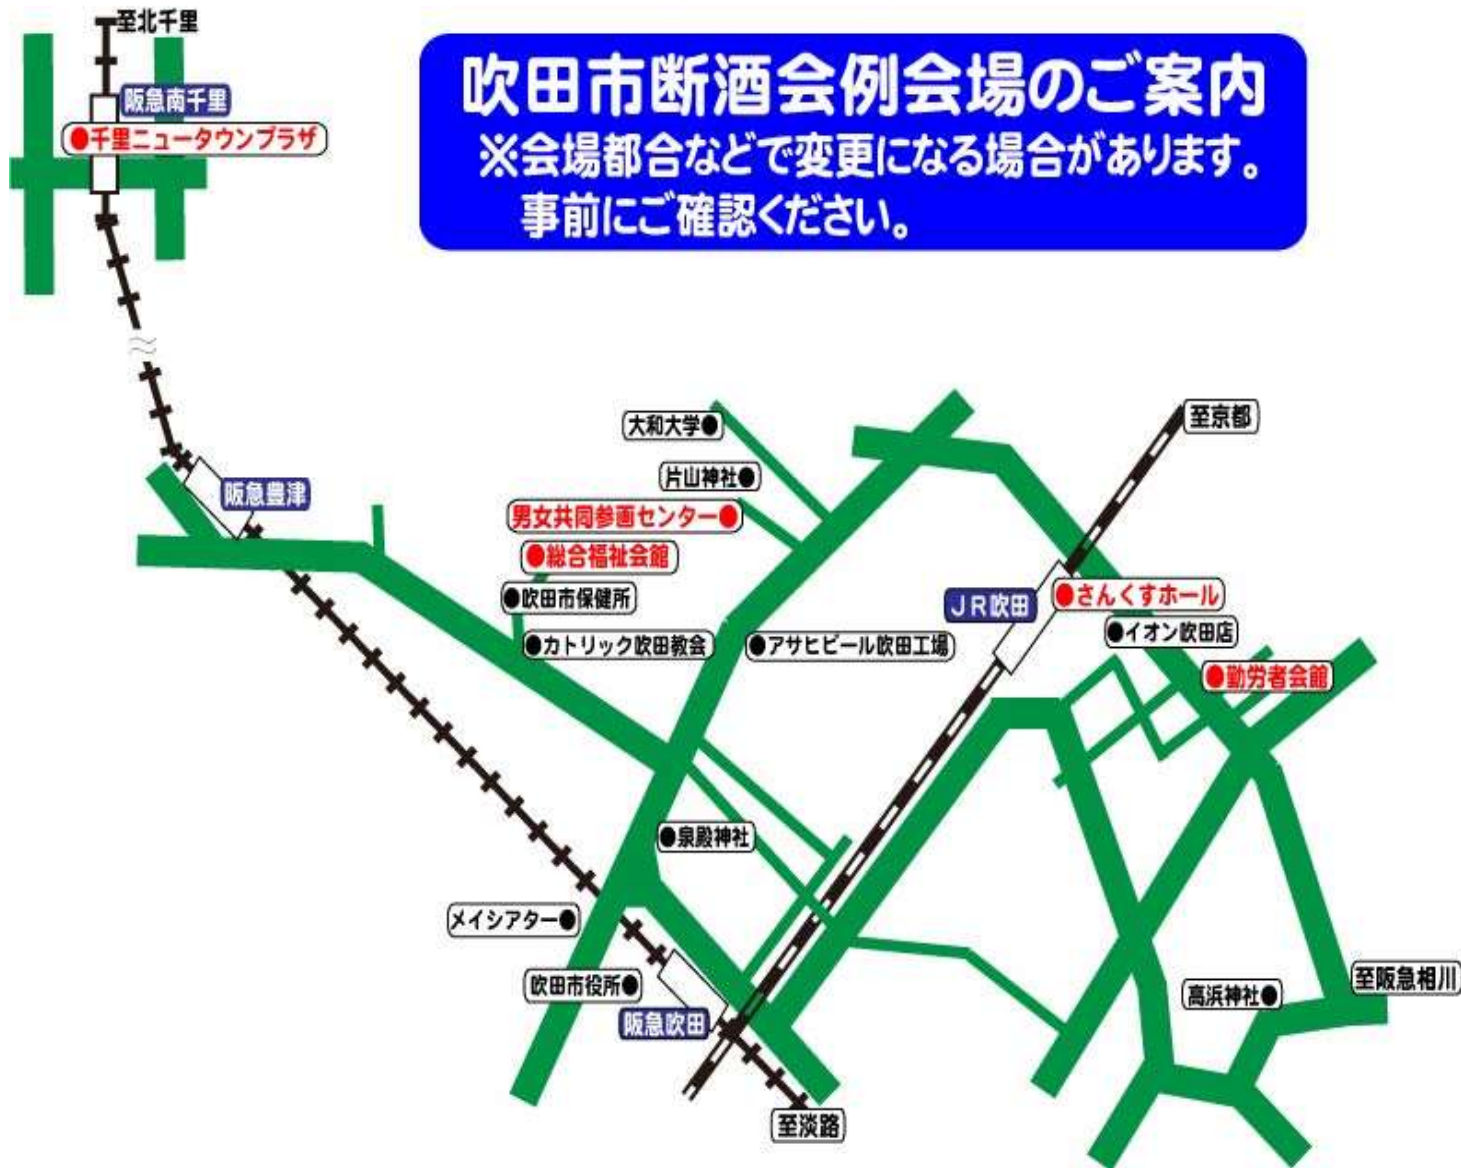 至北千里
阪急南千里
●千里ニュータウンプラザ
吹田市断酒会例会場のご案内
※会場都合などで変更になる場合があります。
事前にご確認ください。
大和大学●
至京都
片山神社●
阪急豊津
男女共同参画センター●
●総合福祉会館
●吹田市保健所
JR吹田
●さんくすホール
●カトリック吹田教会
●アサヒビール吹田工場
●イオン吹田店
●勤労者会館
●泉殿神社
メイシアター●
吹田市役所●
阪急吹田
高浜神社●
至阪急相川
至淡路